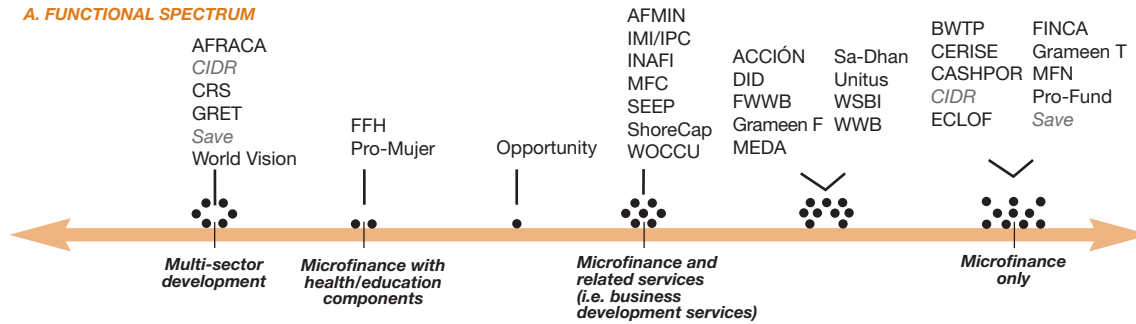 A. FUNCTIONAL SPECTRUM
AFRACA
CIDR
CRS
GRET
Save
World Vision
FFH
Pro-Mujer
Opportunity
AFMIN
IMI/IPC
INAFI
MFC
SEEP
ShoreCap
WOCCU
ACCIÓN
DID
FWWB
Grameen F
MEDA
Sa-Dhan
Unitus
WSBI
WWB
BWTP
CERISE
CASHPOR
CIDR
ECLOF
FINCA
Grameen T
MFN
Pro-Fund
Save
Multi-sector
development
Microfinance with
health/education
components
Microfinance and
related services
(i.e. business
development services)
Microfinance
only